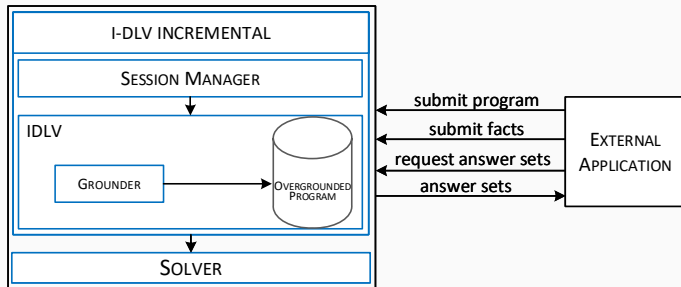 I-DLV INCREMENTAL
SESSION MANAGER
IDLV
GROUNDER
OVERGROUNDED
PROGRAM
SOLVER
submit program
submit facts
request answer sets
answer sets
EXTERNAL
APPLICATION